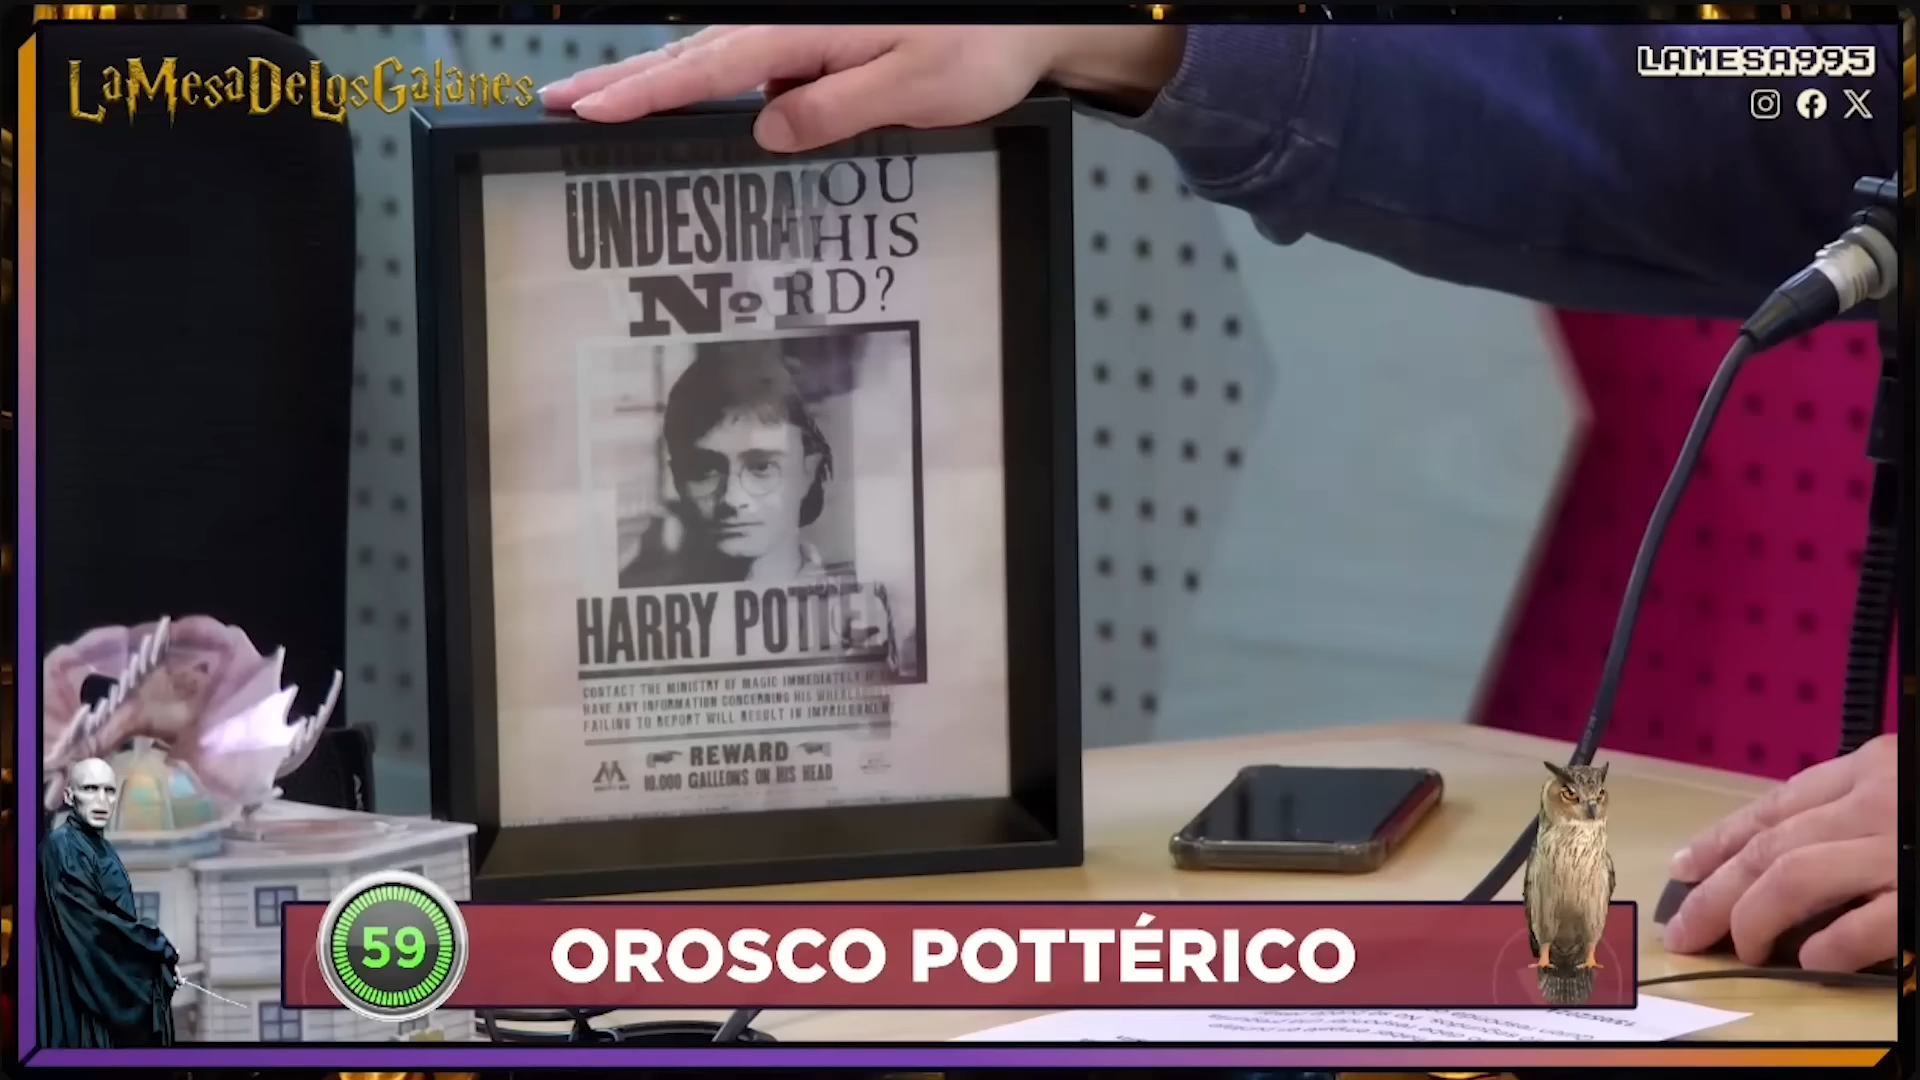 LaMesaDeLosGalanes
LAMESA995
UNDESIRAB
OU
HIS
RD?
No 1
HARRY POTTER
CONTACT THE MINISTRY OF MAGIC IMMEDIATELY IF
HAVE ANY INFORMATION CONCERNING HIS WHEREABOUTS
FAILING TO REPORT WILL RESULT IN IMPRISONMENT
REWARD
10,000 GALLEONS ON HIS HEAD
59
OROSCO POTTÉRICO